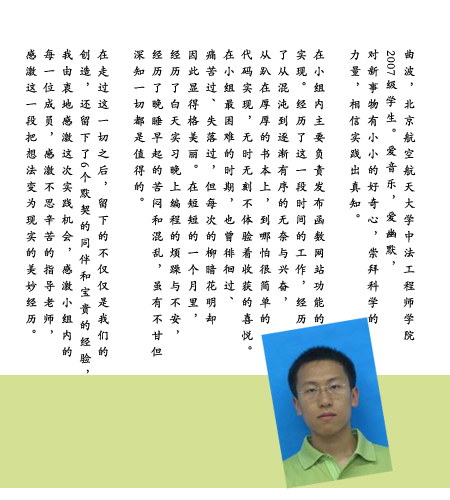 曲波，北京航空航天大学中法工程师学院
2007级学生。爱音乐，爱幽默，
对新事物有小小的好奇心，崇拜科学的
力量，相信实践出真知。
在小组内主要负责发布函数网站功能的
实现。经历了这一段时间的工作，经历
了从混沌到逐渐有序的无奈与兴奋，
从趴在厚厚的书本上，到哪怕很简单的
代码实现，无时无刻不体验着收获的喜悦。
在小组最困难的时期，也曾徘徊过、
痛苦过、失落过，但每次的柳暗花明却
因此显得格美丽。在短短的一个月里，
经历了白天实习晚上编程的烦躁与不安，
经历了晚睡早起的苦闷和混乱，虽有不甘但
深知一切都是值得的。
在走过这一切之后，留下的不仅仅是我们的
创造，还留下了6个默契的同伴和宝贵的经验，
我由衷地感激这次实践机会，感激小组内的
每一位成员，感激不思辛苦的指导老师，
感激这一段把想法变为现实的美妙经历。